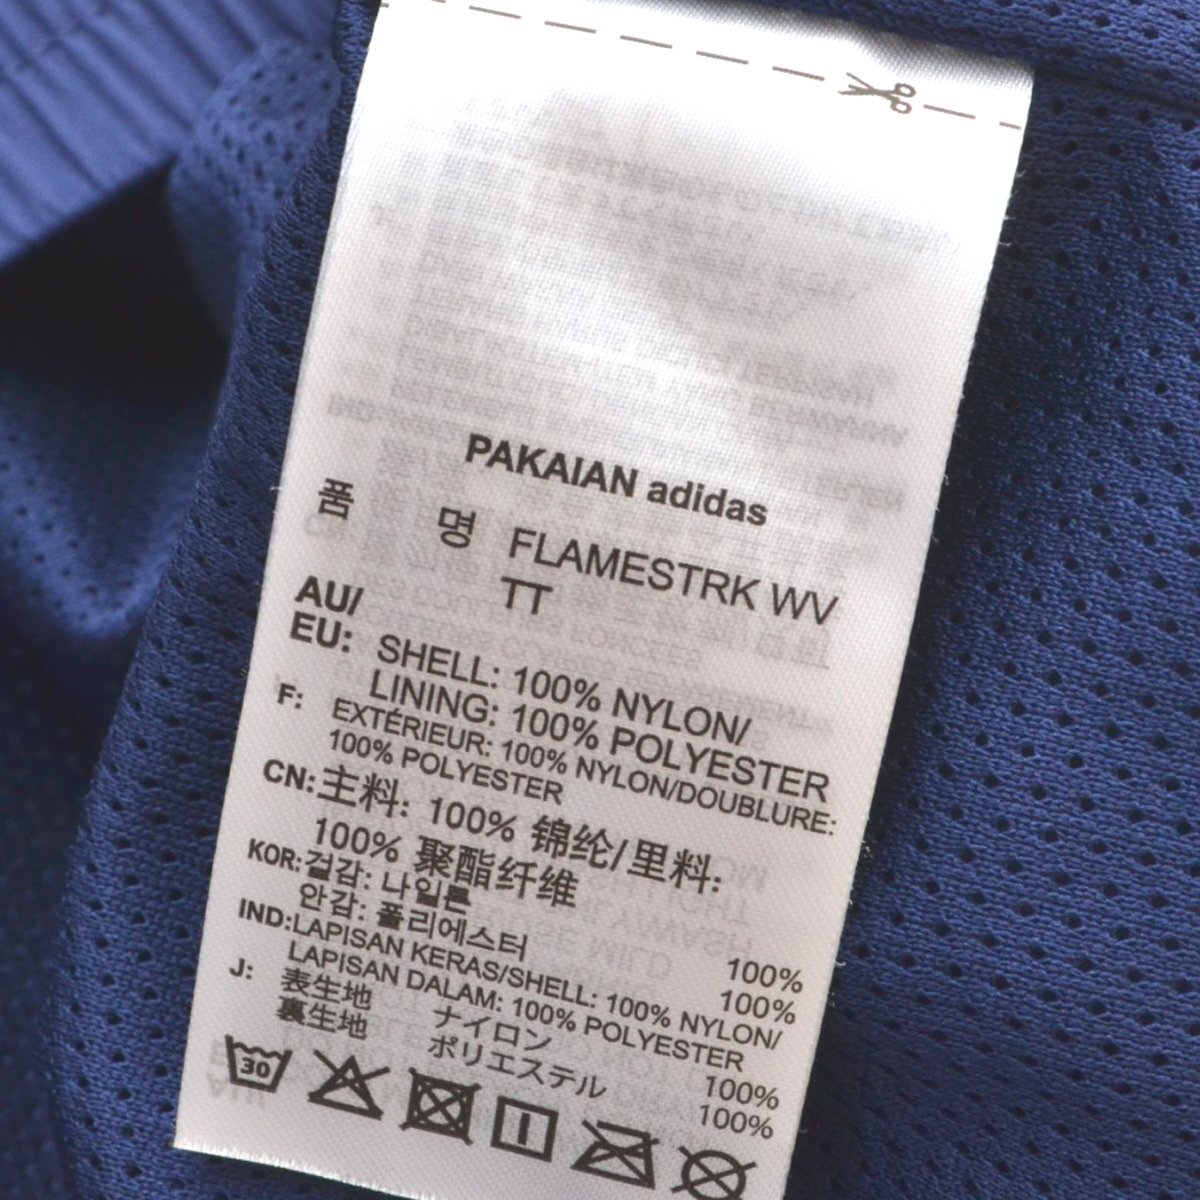 PAKAIAN adidas
품 명 FLAMESTRK WV
TT
AU/
EU: SHELL: 100% NYLON/
LINING: 100% POLYESTER
F: EXTÉRIEUR: 100% NYLON/DOUBLURE:
100% POLYESTER
CN: 主料: 100% 锦纶/里料:
100% 聚酯纤维
KOR: 겉감: 나일론 100%
안감: 폴리에스터 100%
IND: LAPISAN KERAS/SHELL: 100% NYLON/
LAPISAN DALAM: 100% POLYESTER
J: 表生地 ナイロン 100%
裏生地 ポリエステル 100%
30